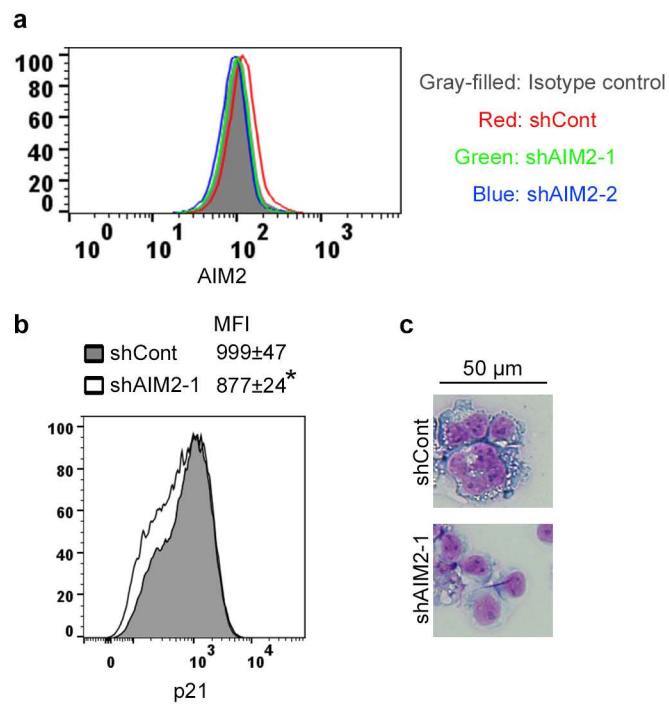 a
100
80
60
40
20
0
10^0 10^1 10^2 10^3
AIM2
Gray-filled: Isotype control
Red: shCont
Green: shAIM2-1
Blue: shAIM2-2
b
MFI
shCont 999±47
shAIM2-1 877±24*
100
80
60
40
20
0
0 10^3 10^4
p21
c
50 µm
shCont
shAIM2-1